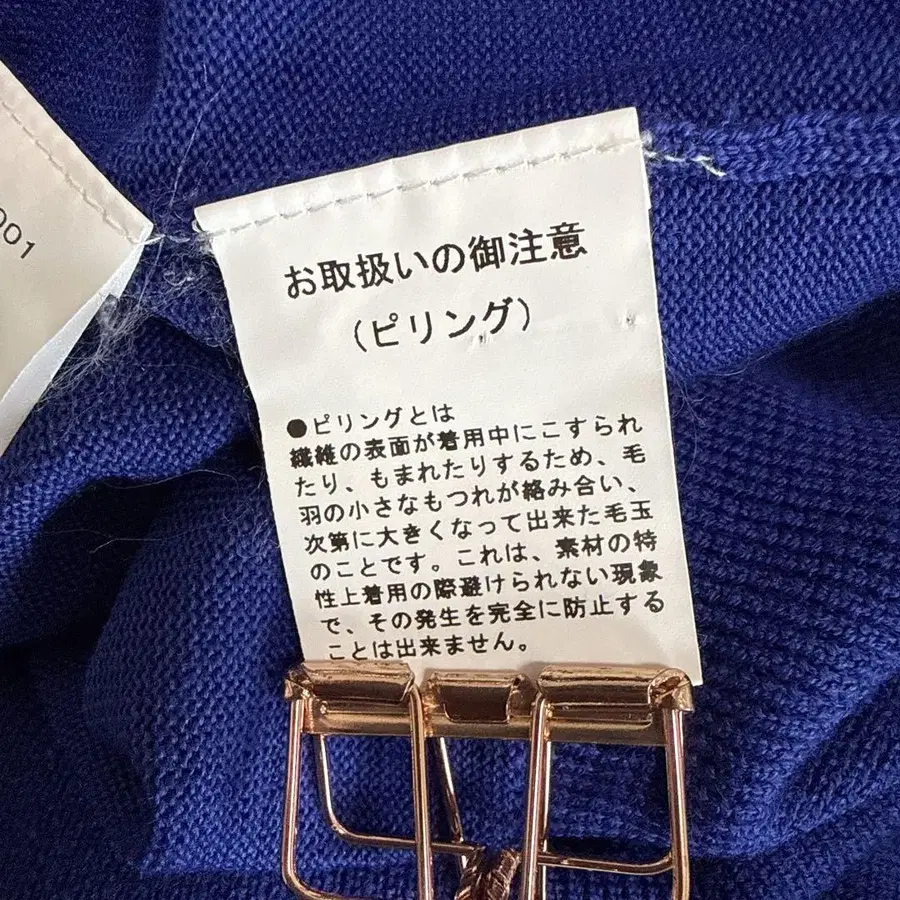 001
お取扱いの御注意
（ピリング）
●ピリングとは
繊維の表面が着用中にこすられ
たり、もまれたりするため、毛
羽の小さなもつれが絡み合い、
次第に大きくなって出来た毛玉
のことです。これは、素材の特
性上着用の際避けられない現象
で、その発生を完全に防止する
ことは出来ません。